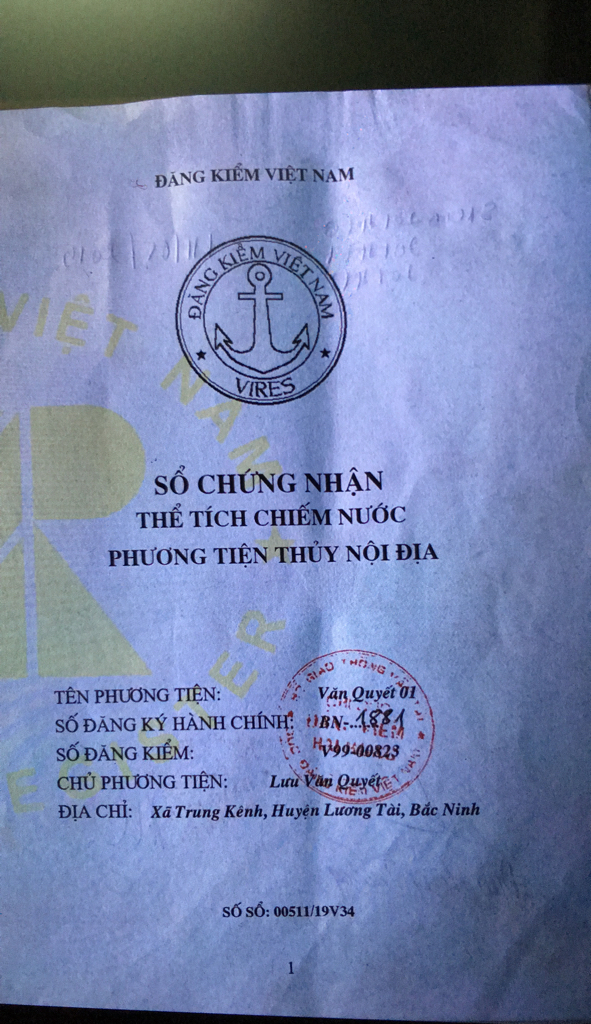 ĐĂNG KIỂM VIỆT NAM
ĐĂNG KIỂM VIỆT NAM
VIRES
VIỆT NAM
SỔ CHỨNG NHẬN
THỂ TÍCH CHIẾM NƯỚC
PHƯƠNG TIỆN THỦY NỘI ĐỊA
TÊN PHƯƠNG TIỆN: Văn Quyết 01
SỐ ĐĂNG KÝ HÀNH CHÍNH: BN-...1881
SỐ ĐĂNG KIỂM: V99-00823
CHỦ PHƯƠNG TIỆN: Lưu Văn Quyết
ĐỊA CHỈ: Xã Trung Kênh, Huyện Lương Tài, Bắc Ninh
SỐ SỔ: 00511/19V34
1